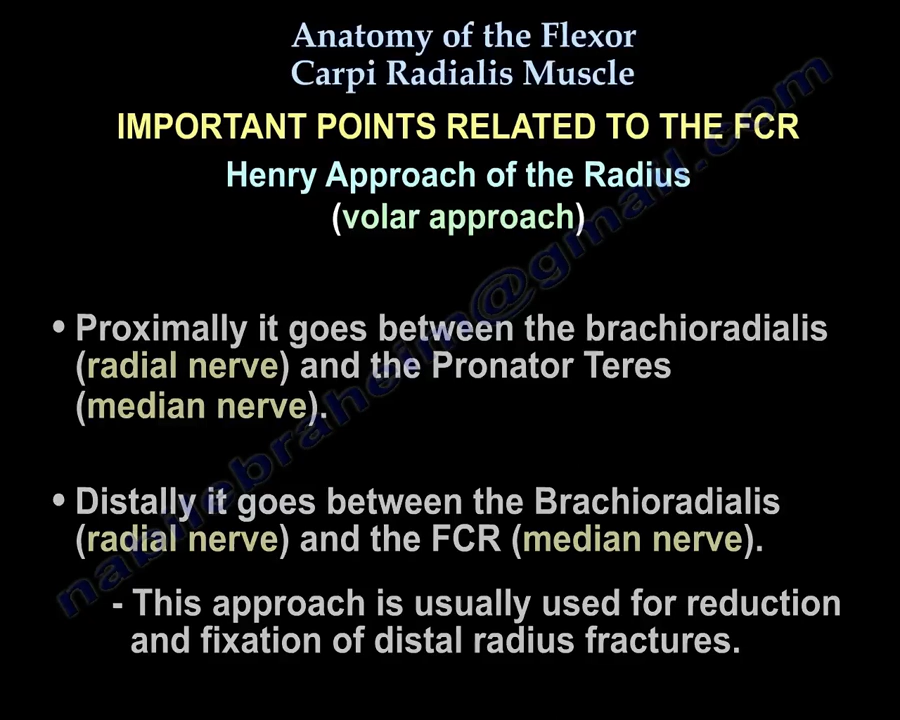 Anatomy of the Flexor
Carpi Radialis Muscle
IMPORTANT POINTS RELATED TO THE FCR
Henry Approach of the Radius
(volar approach)
• Proximally it goes between the brachioradialis
(radial nerve) and the Pronator Teres
(median nerve).
• Distally it goes between the Brachioradialis
(radial nerve) and the FCR (median nerve).
- This approach is usually used for reduction
and fixation of distal radius fractures.
nabilebraheim@gmail.com